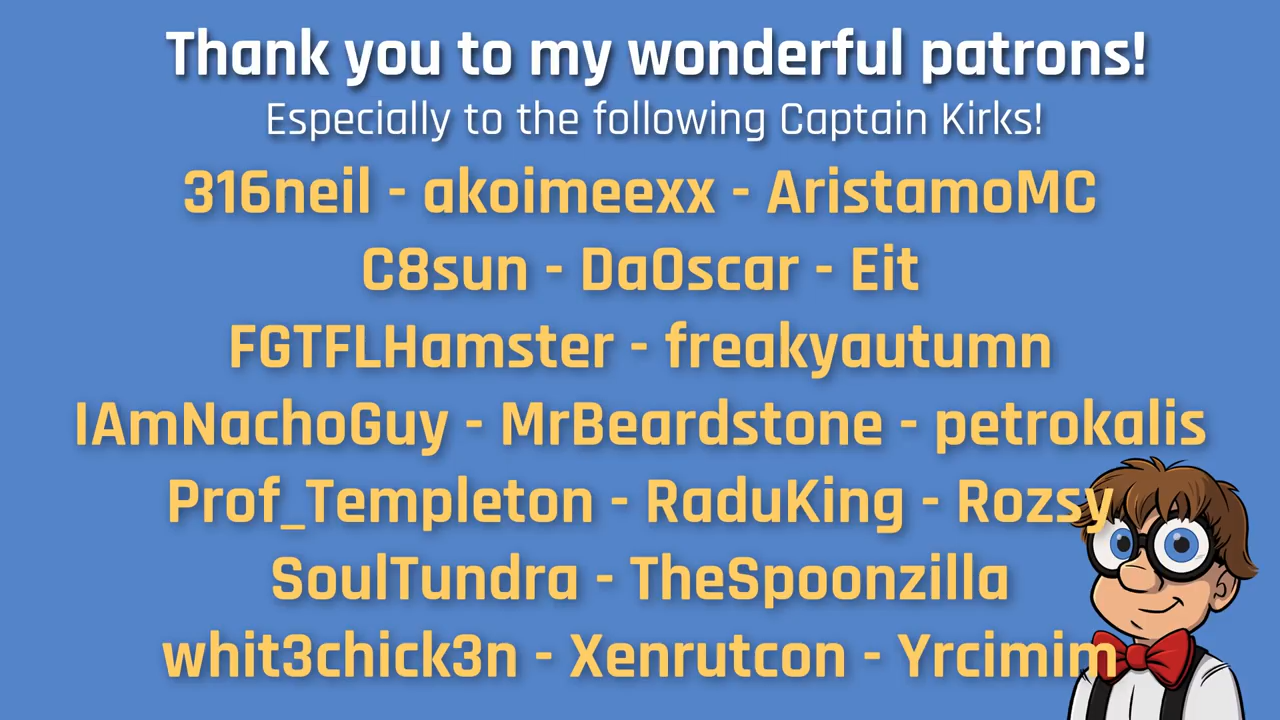 Thank you to my wonderful patrons!
Especially to the following Captain Kirks!
316neil - akoimeexx - AristamoMC
C8sun - DaOscar - Eit
FGTFLHamster - freakyautumn
IAmNachoGuy - MrBeardstone - petrokalis
Prof_Templeton - RaduKing - Rozsy
SoulTundra - TheSpoonzilla
whit3chick3n - Xenrutcon - Yrcimim